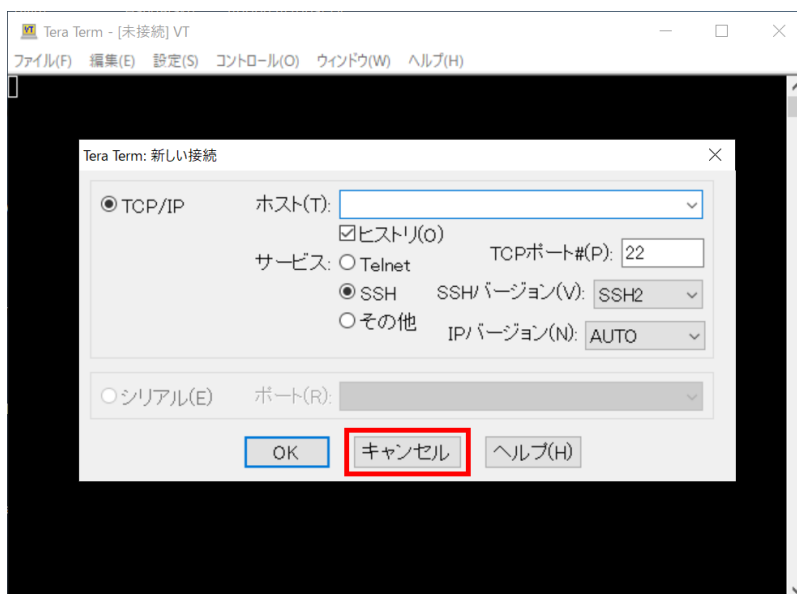 Tera Term - [未接続] VT
ファイル(F) 編集(E) 設定(S) コントロール(O) ウィンドウ(W) ヘルプ(H)
Tera Term: 新しい接続
TCP/IP ホスト(T):
ヒストリ(O)
サービス: Telnet TCPポート#(P): 22
SSH SSHバージョン(V): SSH2
その他 IPバージョン(N): AUTO
シリアル(E) ポート(R):
OK キャンセル ヘルプ(H)